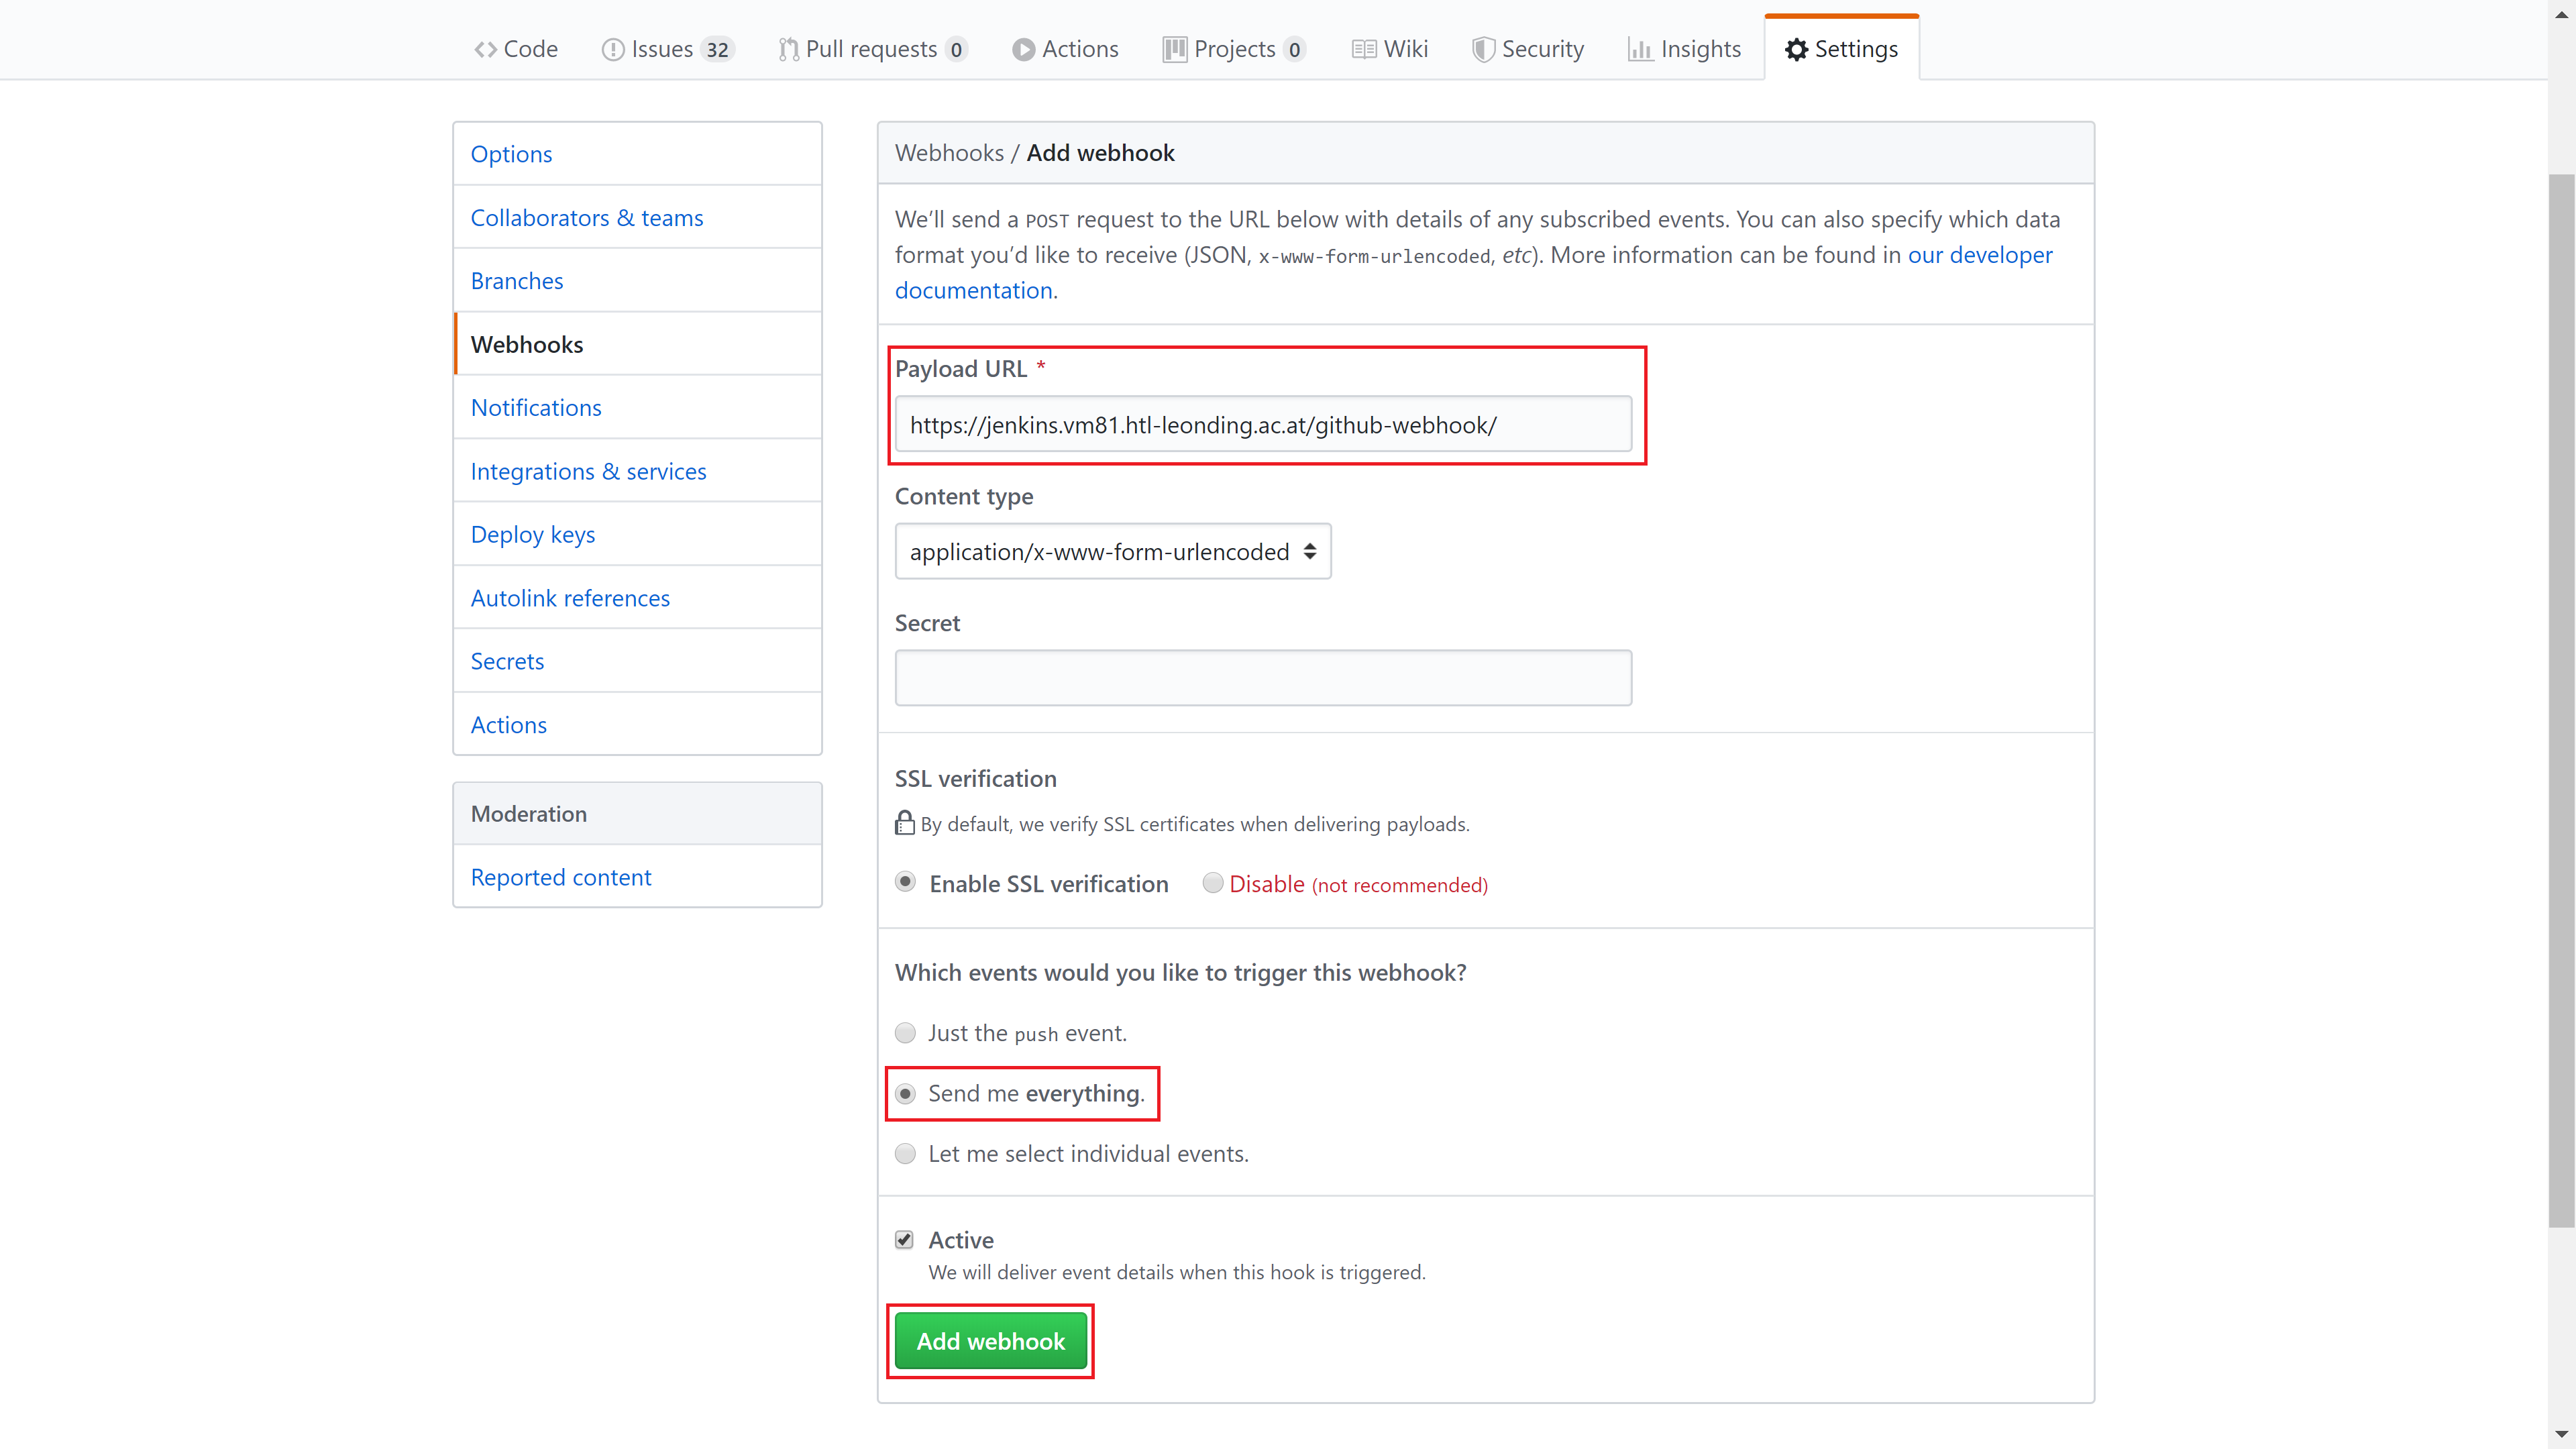 Code Issues 32 Pull requests 0 Actions Projects 0 Wiki Security Insights Settings
Options
Collaborators & teams
Branches
Webhooks
Notifications
Integrations & services
Deploy keys
Autolink references
Secrets
Actions
Moderation
Reported content
Webhooks / Add webhook
We’ll send a POST request to the URL below with details of any subscribed events. You can also specify which data
format you’d like to receive (JSON, x-www-form-urlencoded, etc). More information can be found in our developer
documentation.
Payload URL *
https://jenkins.vm81.htl-leonding.ac.at/github-webhook/
Content type
application/x-www-form-urlencoded
Secret
SSL verification
By default, we verify SSL certificates when delivering payloads.
Enable SSL verification Disable (not recommended)
Which events would you like to trigger this webhook?
Just the push event.
Send me everything.
Let me select individual events.
Active
We will deliver event details when this hook is triggered.
Add webhook